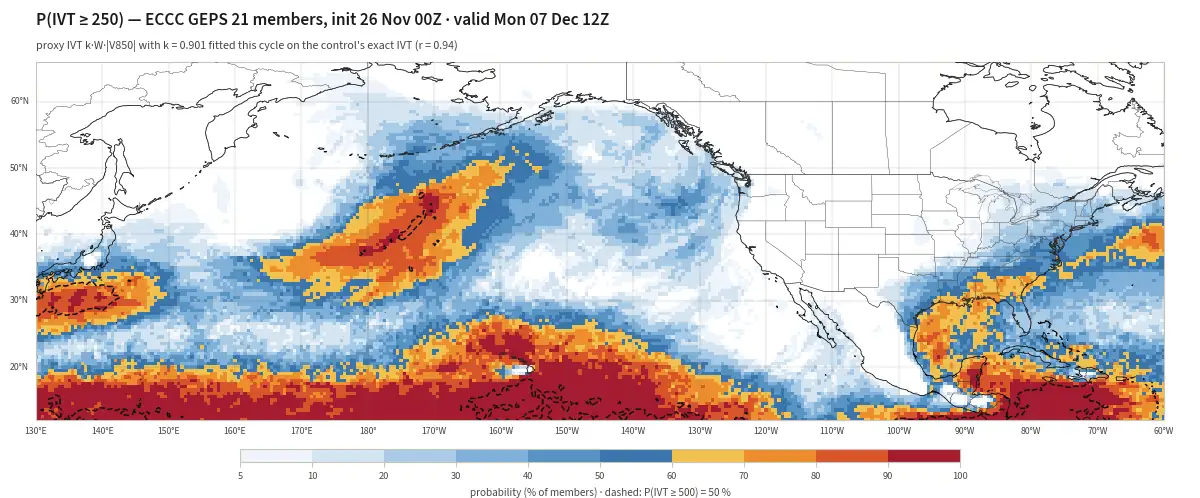 P(IVT ≥ 250) — ECCC GEPS 21 members, init 26 Nov 00Z · valid Mon 07 Dec 12Z
proxy IVT k·W·|V850| with k = 0.901 fitted this cycle on the control's exact IVT (r = 0.94)
60°N
50°N
40°N
30°N
20°N
130°E 140°E 150°E 160°E 170°E 180° 170°W 160°W 150°W 140°W 130°W 120°W 110°W 100°W 90°W 80°W 70°W 60°W
5 10 20 30 40 50 60 70 80 90 100
probability (% of members) · dashed: P(IVT ≥ 500) = 50 %